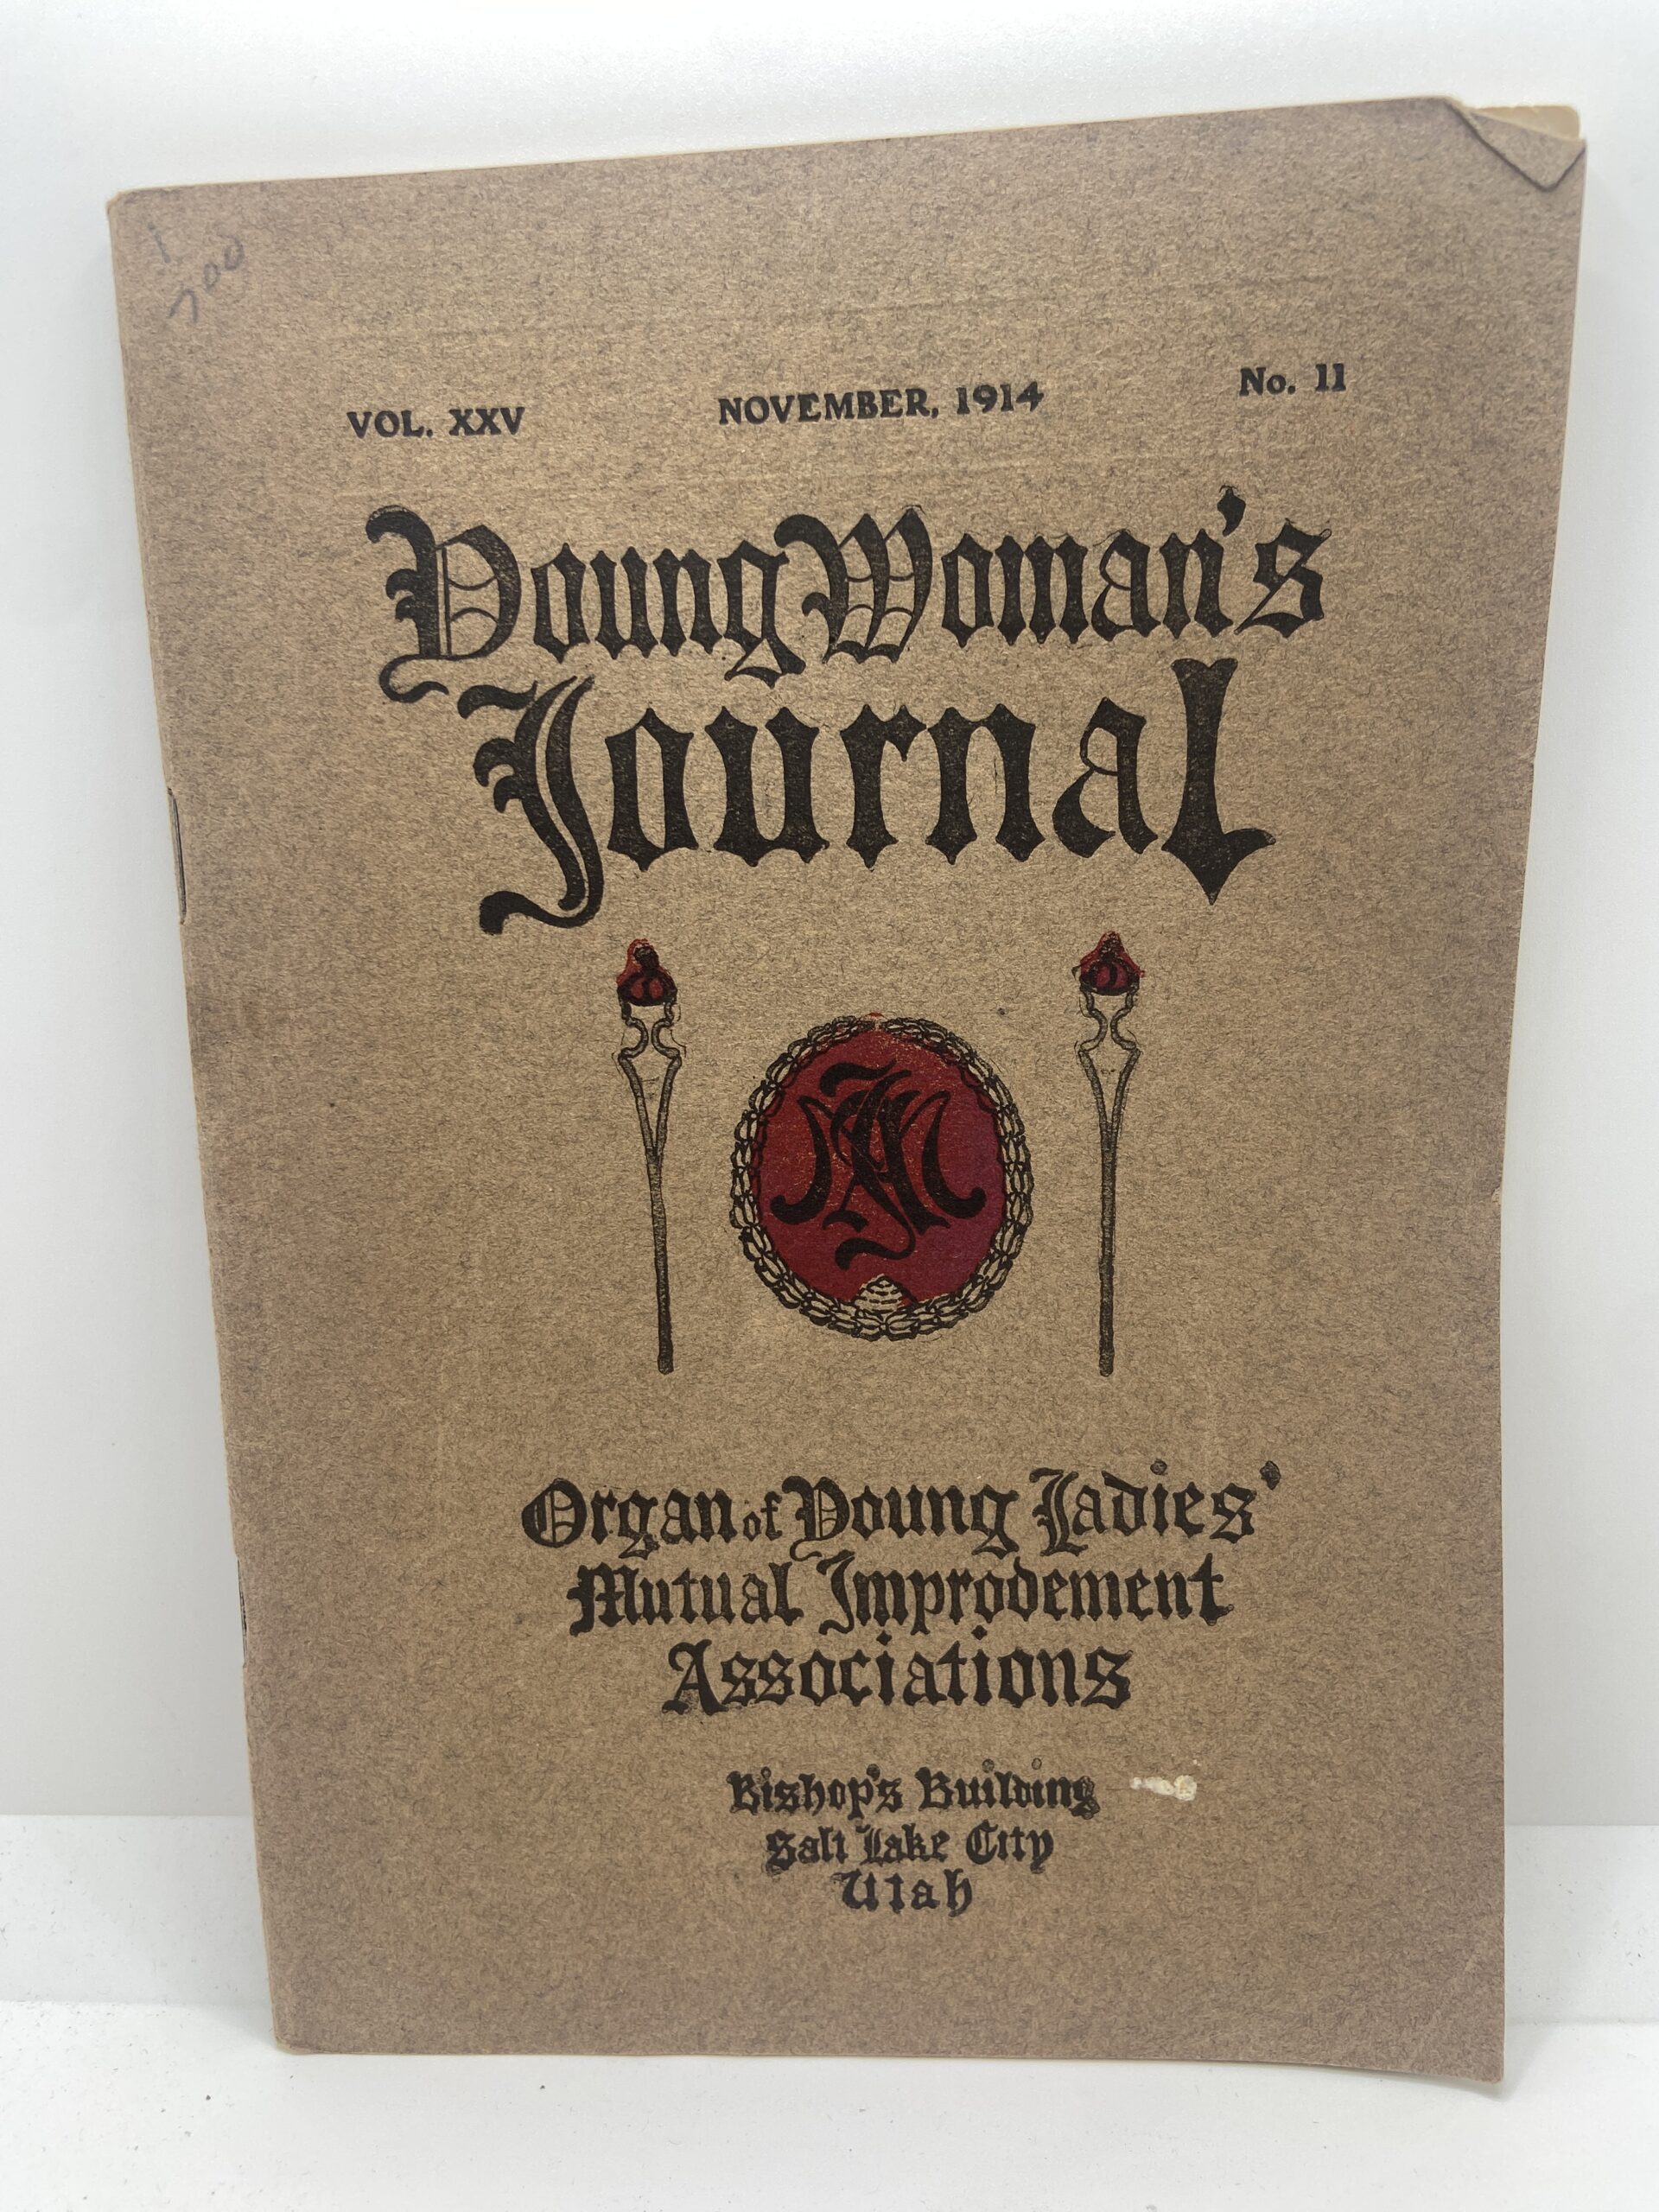 700
VOL. XXV NOVEMBER, 1914 No. 11
Young Woman's
Journal
Organ of Young Ladies'
Mutual Improvement
Associations
Bishop's Building
Salt Lake City
Utah